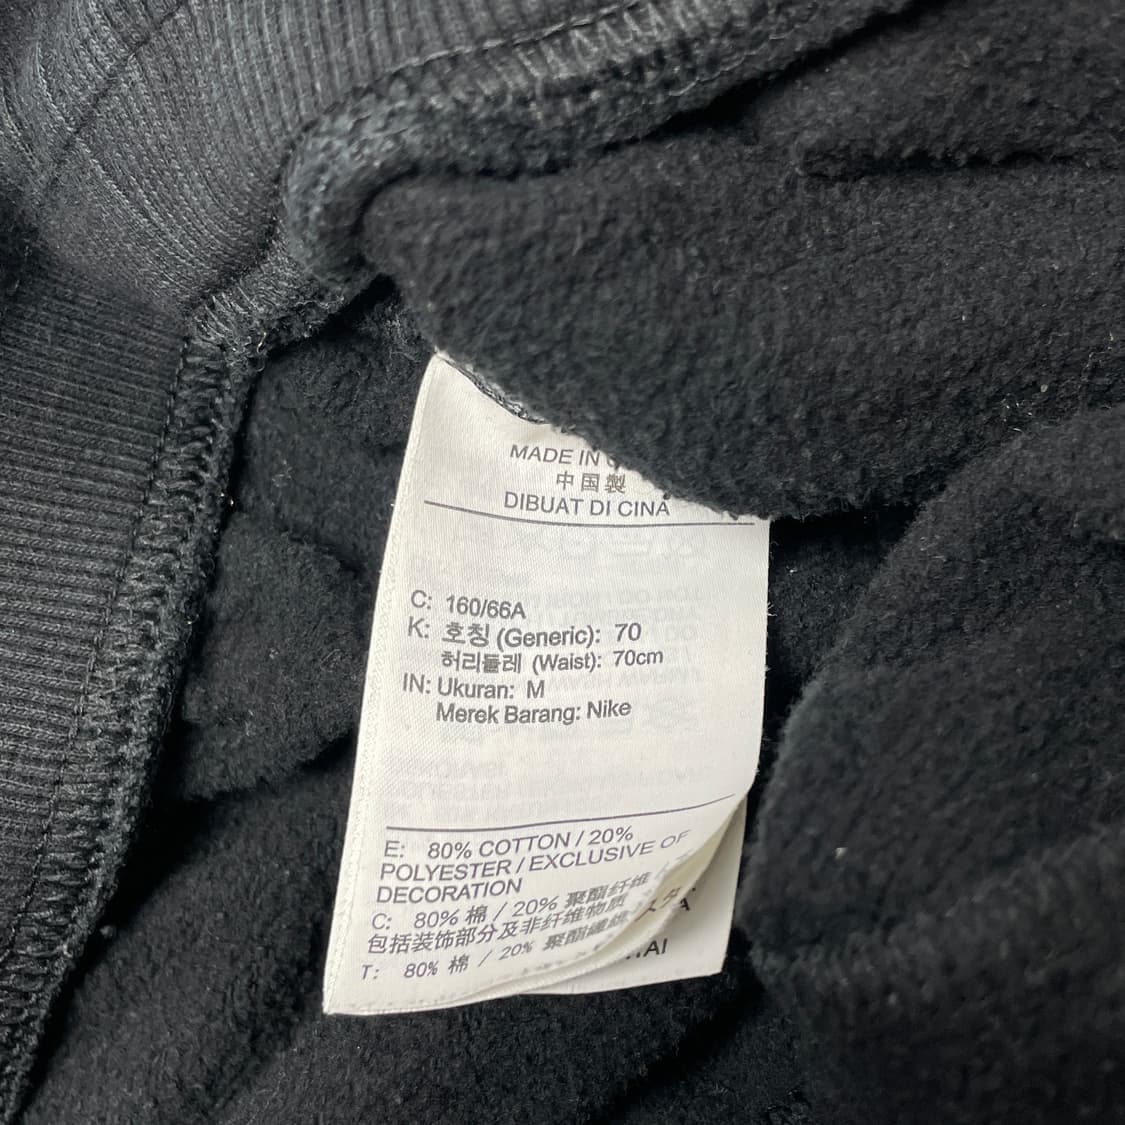 MADE IN
中国製
DIBUAT DI CINA
C: 160/66A
K: 호칭 (Generic): 70
허리둘레 (Waist): 70cm
IN: Ukuran: M
Merek Barang: Nike
E: 80% COTTON / 20%
POLYESTER / EXCLUSIVE OF
DECORATION
C: 80% 棉 / 20% 聚酯纤维
包括装饰部分及非纤维物质
T: 80% 棉 / 20% 聚酯纖維